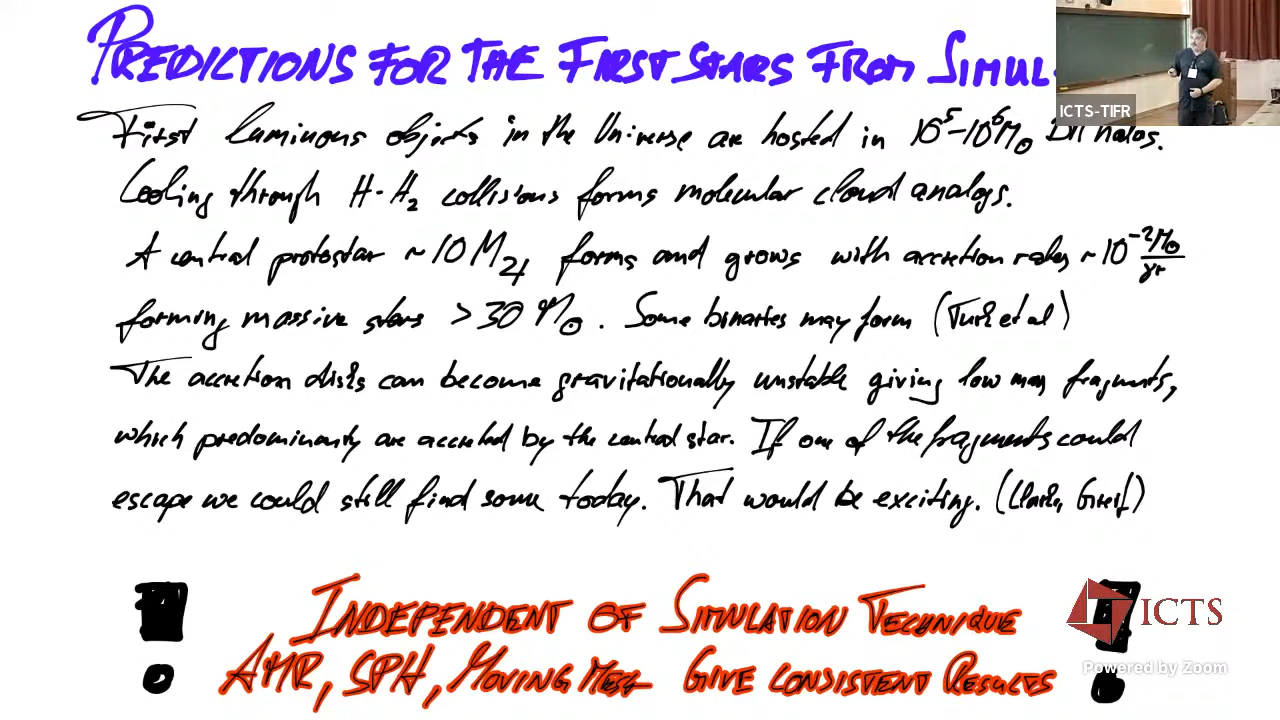 PREDICTIONS FOR THE FIRST STARS FROM SIMUL
ICTS-TIFR
First luminous objects in the Universe are hosted in 10⁵-10⁶M☉ DM halos.
Cooling through H-H₂ collisions forms molecular cloud analogs.
A central protostar ~10 M♃ forms and grows with accretion rates ~10⁻² M☉/yr
forming massive stars >30 M☉. Some binaries may form (Turk et al)
The accretion disks can become gravitationally unstable giving low mass fragments,
which predominantly are accreted by the central star. If one of the fragments could
escape we could still find some today. That would be exciting. (Clark, Greif)
! INDEPENDENT OF SIMULATION TECHNIQUE !
AMR, SPH, MOVING MESH GIVE CONSISTENT RESULTS
ICTS
Powered by Zoom